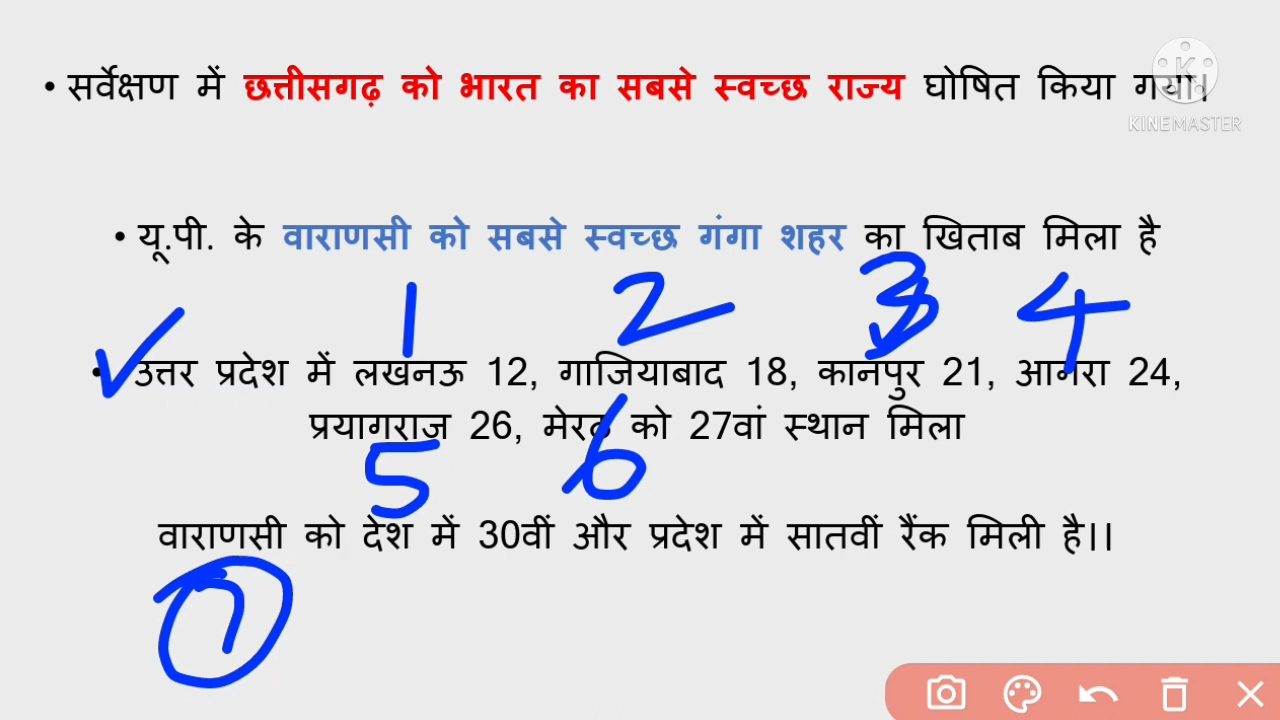 • सर्वेक्षण में छत्तीसगढ़ को भारत का सबसे स्वच्छ राज्य घोषित किया गया।
K
KINEMASTER
• यू.पी. के वाराणसी को सबसे स्वच्छ गंगा शहर का खिताब मिला है
1 2 3 4
• उत्तर प्रदेश में लखनऊ 12, गाजियाबाद 18, कानपुर 21, आगरा 24,
प्रयागराज 26, मेरठ को 27वां स्थान मिला
5 6
वाराणसी को देश में 30वीं और प्रदेश में सातवीं रैंक मिली है।।
7